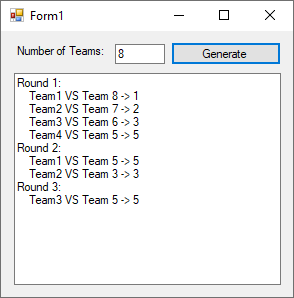 Form1
Number of Teams: 8 Generate
Round 1:
Team1 VS Team 8 -> 1
Team2 VS Team 7 -> 2
Team3 VS Team 6 -> 3
Team4 VS Team 5 -> 5
Round 2:
Team1 VS Team 5 -> 5
Team2 VS Team 3 -> 3
Round 3:
Team3 VS Team 5 -> 5